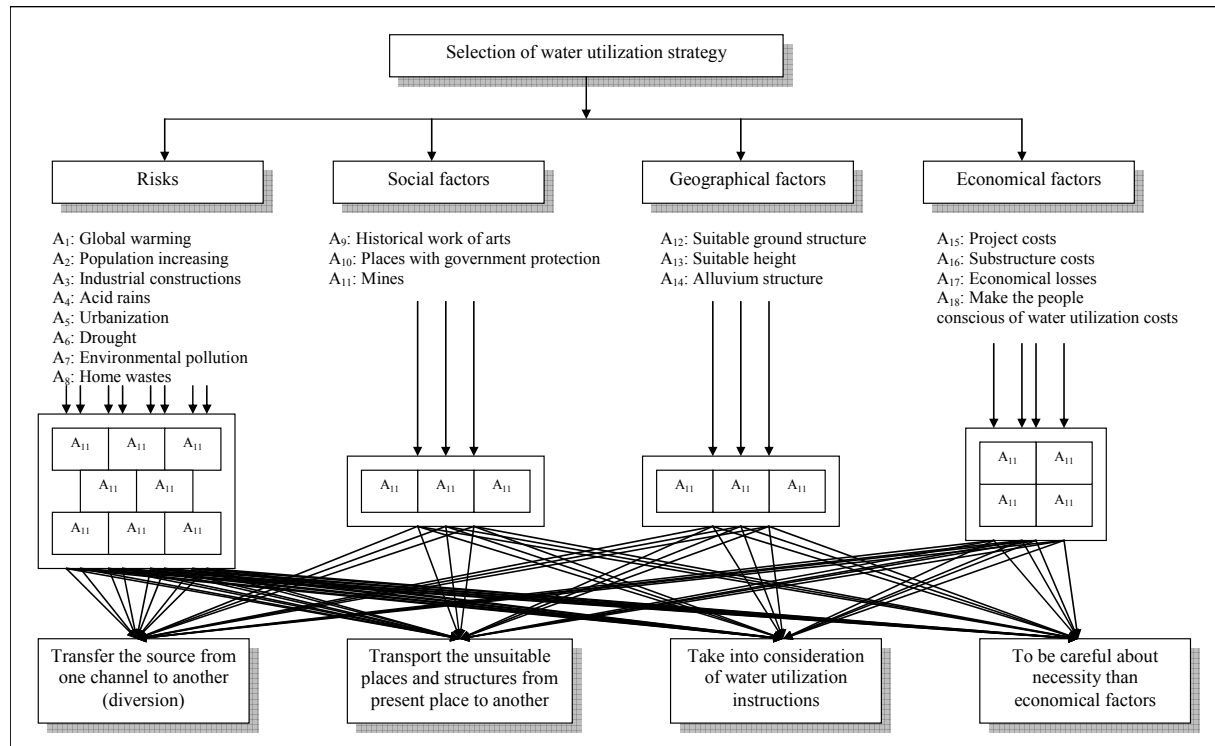 Selection of water utilization strategy
Risks
Social factors
Geographical factors
Economical factors
A₁: Global warming
A₂: Population increasing
A₃: Industrial constructions
A₄: Acid rains
A₅: Urbanization
A₆: Drought
A₇: Environmental pollution
A₈: Home wastes
A₉: Historical work of arts
A₁₀: Places with government protection
A₁₁: Mines
A₁₂: Suitable ground structure
A₁₃: Suitable height
A₁₄: Alluvium structure
A₁₅: Project costs
A₁₆: Substructure costs
A₁₇: Economical losses
A₁₈: Make the people
conscious of water utilization costs
A₁₁ A₁₁ A₁₁
A₁₁ A₁₁
A₁₁ A₁₁ A₁₁
A₁₁ A₁₁ A₁₁
A₁₁ A₁₁ A₁₁
A₁₁ A₁₁
A₁₁ A₁₁
Transfer the source from
one channel to another
(diversion)
Transport the unsuitable
places and structures from
present place to another
Take into consideration
of water utilization
instructions
To be careful about
necessity than
economical factors